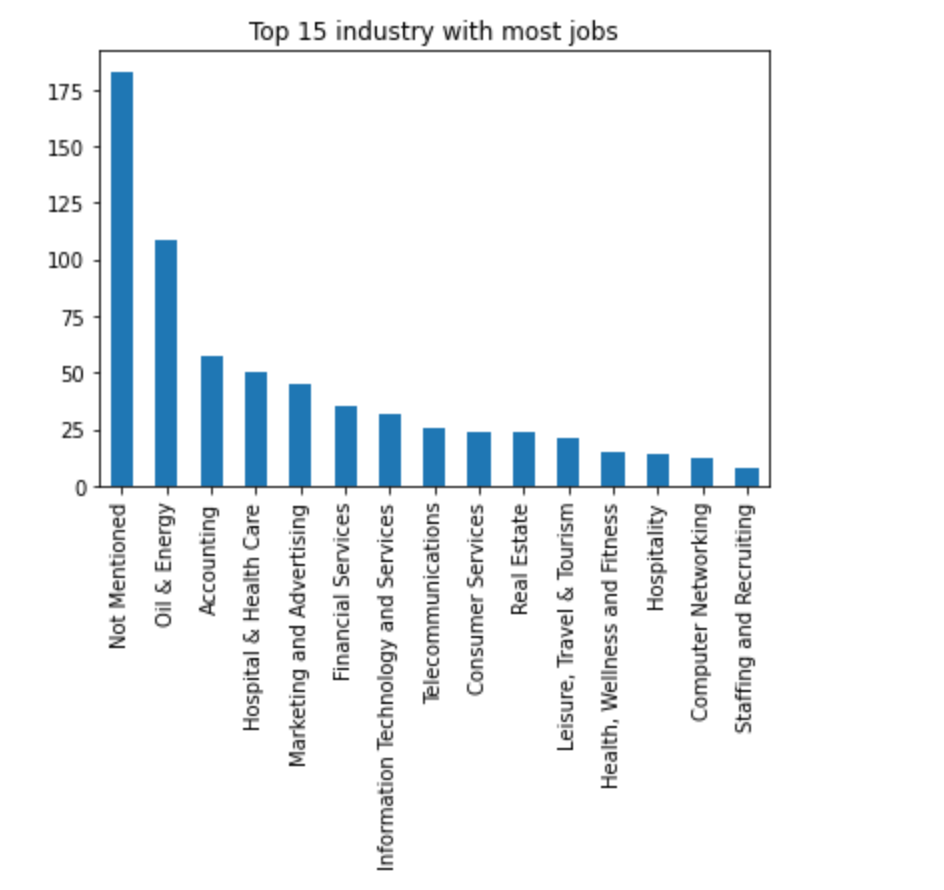 Top 15 industry with most jobs
175
150
125
100
75
50
25
0
Not Mentioned
Oil & Energy
Accounting
Hospital & Health Care
Marketing and Advertising
Financial Services
Information Technology and Services
Telecommunications
Consumer Services
Real Estate
Leisure, Travel & Tourism
Health, Wellness and Fitness
Hospitality
Computer Networking
Staffing and Recruiting